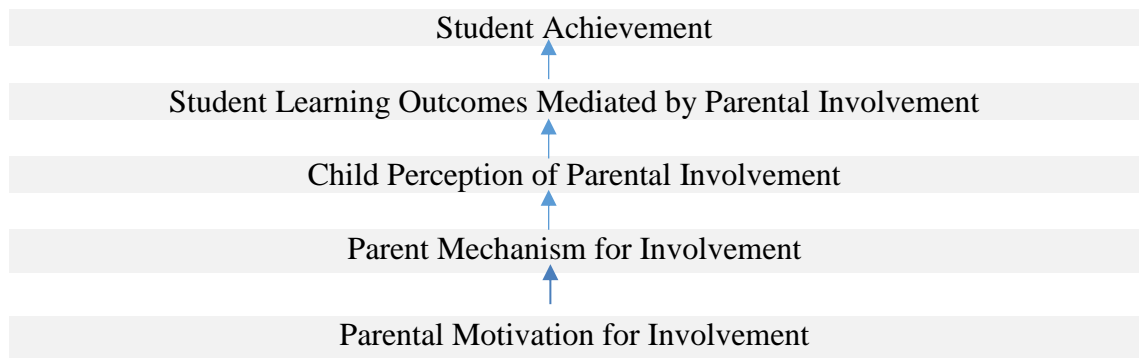 Student Achievement
Student Learning Outcomes Mediated by Parental Involvement
Child Perception of Parental Involvement
Parent Mechanism for Involvement
Parental Motivation for Involvement